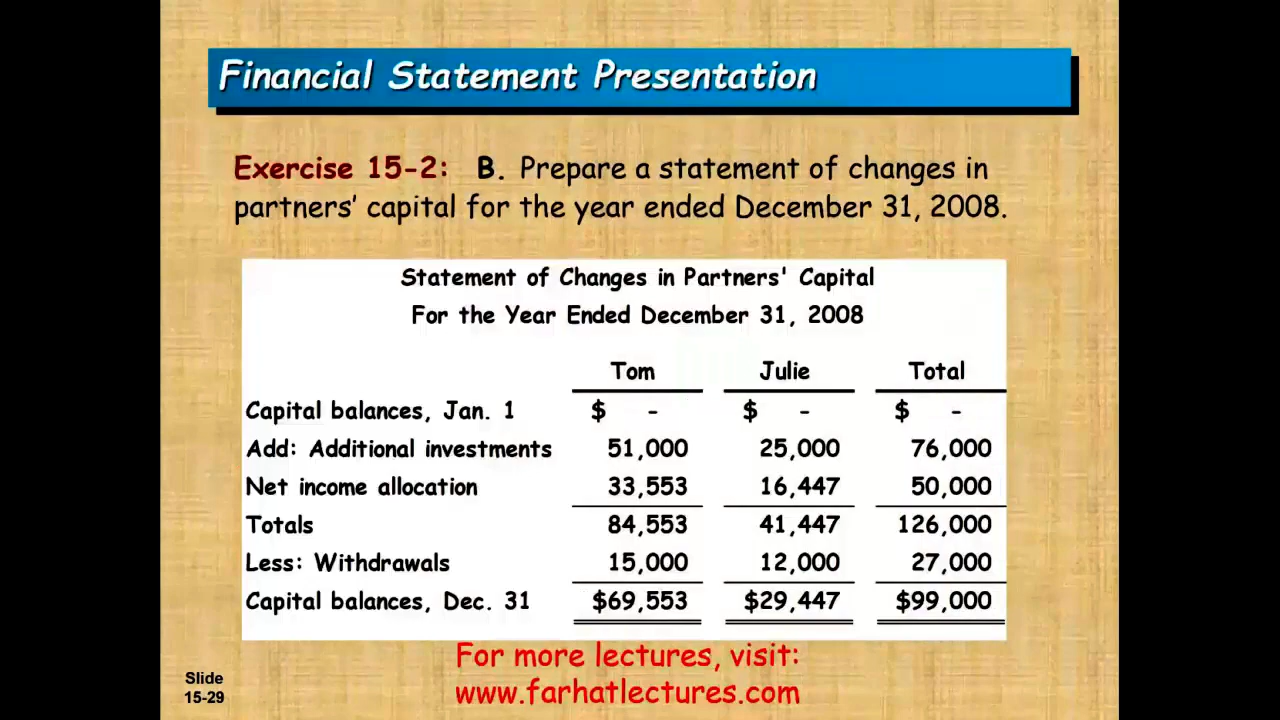 Financial Statement Presentation
Exercise 15-2: B. Prepare a statement of changes in
partners' capital for the year ended December 31, 2008.
Statement of Changes in Partners' Capital
For the Year Ended December 31, 2008
Tom Julie Total
Capital balances, Jan. 1 $ - $ - $ -
Add: Additional investments 51,000 25,000 76,000
Net income allocation 33,553 16,447 50,000
Totals 84,553 41,447 126,000
Less: Withdrawals 15,000 12,000 27,000
Capital balances, Dec. 31 $69,553 $29,447 $99,000
For more lectures, visit:
www.farhatlectures.com
Slide
15-29